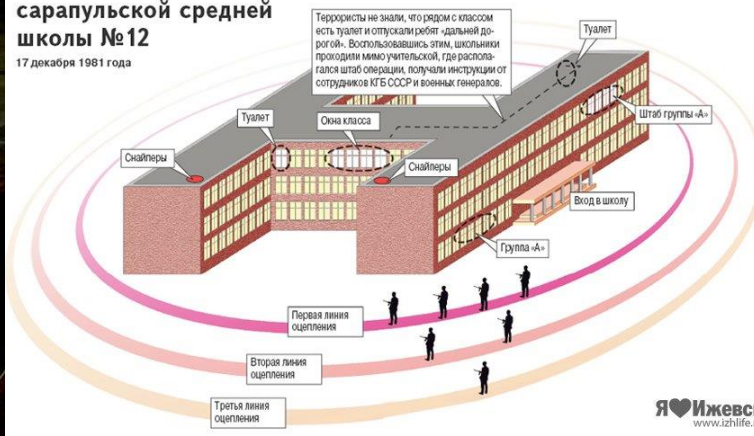 сарапульской средней
школы №12
17 декабря 1981 года
Террористы не знали, что рядом с классом
есть туалет и отпускали ребят «дальней до-
рогой». Воспользовавшись этим, школьники
проходили мимо учительской, где распола-
гался штаб операции, получали инструкции от
сотрудников КГБ СССР и военных генералов.
Туалет
Штаб группы «А»
Туалет
Окна класса
Снайперы
Снайперы
Вход в школу
Группа «А»
Первая линия
оцепления
Вторая линия
оцепления
Третья линия
оцепления
Я Ижевс
www.izhlife.